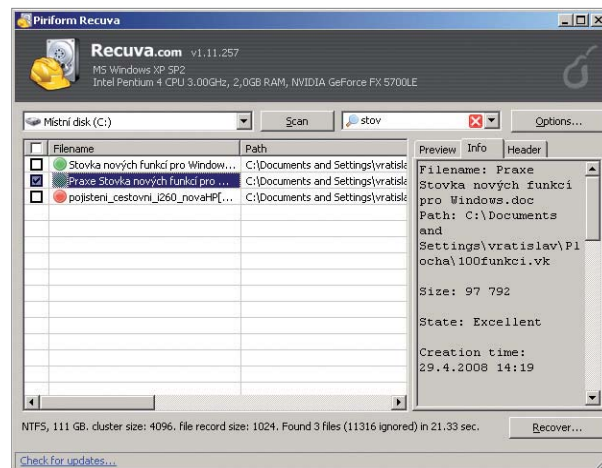 Piriform Recuva
Recuva.com v1.11.257
MS Windows XP SP2
Intel Pentium 4 CPU 3.00GHz, 2,0GB RAM, NVIDIA GeForce FX 5700LE
Místní disk (C:) Scan stov Options...
Filename Path
Stovka nových funkcí pro Window... C:\Documents and Settings\vratisla
Praxe Stovka nových funkcí pro ... C:\Documents and Settings\vratisla
pojisteni_cestovni_i260_novaHP[... C:\Documents and Settings\vratisla
Preview Info Header
Filename: Praxe
Stovka nových funkcí
pro Windows.doc
Path: C:\Documents
and
Settings\vratislav\Pl
ocha\100funkci.vk
Size: 97 792
State: Excellent
Creation time:
29.4.2008 14:19
NTFS, 111 GB. cluster size: 4096. file record size: 1024. Found 3 files (11316 ignored) in 21.33 sec. Recover...
Check for updates...